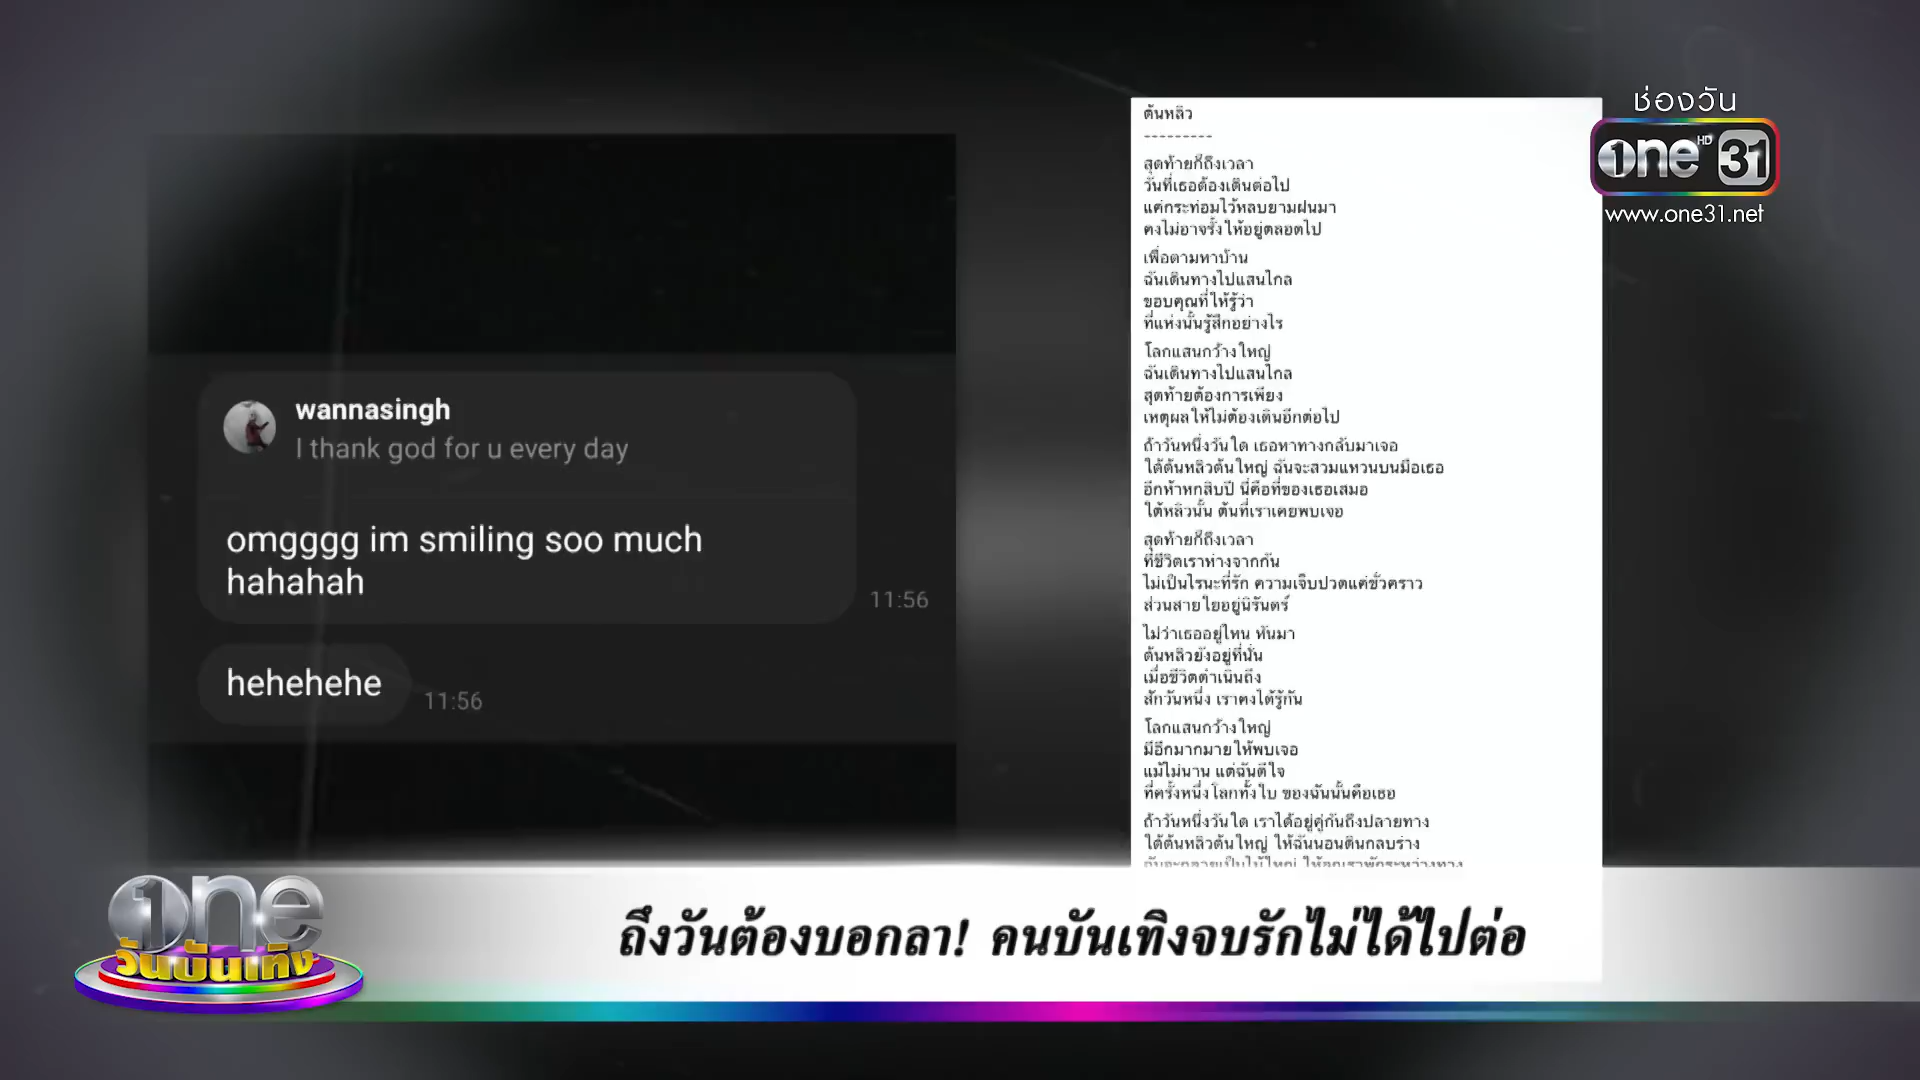 wannasingh
I thank god for u every day
omgggg im smiling soo much
hahahah
11:56
hehehehe
11:56
ต้นหลิว
---------
สุดท้ายก็ถึงเวลา
วันที่เธอต้องเดินต่อไป
แค่กระท่อมไว้หลบยามฝนมา
คงไม่อาจรั้งให้อยู่ตลอดไป
เพื่อตามหาบ้าน
ฉันเดินทางไปแสนไกล
ขอบคุณที่ให้รู้ว่า
ที่แห่งนั้นรู้สึกอย่างไร
โลกแสนกว้างใหญ่
ฉันเดินทางไปแสนไกล
สุดท้ายต้องการเพียง
เหตุผลให้ไม่ต้องเดินอีกต่อไป
ถ้าวันหนึ่งวันใด เธอหาทางกลับมาเจอ
ใต้ต้นหลิวต้นใหญ่ ฉันจะสวมแหวนบนมือเธอ
อีกห้าหกสิบปี นี่คือที่ของเธอเสมอ
ใต้หลิวนั้น ต้นที่เราเคยพบเจอ
สุดท้ายก็ถึงเวลา
ที่ชีวิตเราห่างจากกัน
ไม่เป็นไรนะที่รัก ความเจ็บปวดแค่ชั่วคราว
ส่วนสายใยอยู่นิรันดร์
ไม่ว่าเธออยู่ไหน หันมา
ต้นหลิวยังอยู่ที่นั่น
เมื่อชีวิตดำเนินถึง
สักวันหนึ่ง เราคงได้รู้กัน
โลกแสนกว้างใหญ่
มีอีกมากมายให้พบเจอ
แม้ไม่นาน แต่ฉันดีใจ
ที่ครั้งหนึ่งโลกทั้งใบ ของฉันนั้นคือเธอ
ถ้าวันหนึ่งวันใด เราได้อยู่คู่กันถึงปลายทาง
ใต้ต้นหลิวต้นใหญ่ ให้ฉันนอนดินกลบร่าง
ช่องวัน
one HD 31
www.one31.net
one
วันบันเทิง
ถึงวันต้องบอกลา! คนบันเทิงจบรักไม่ได้ไปต่อ